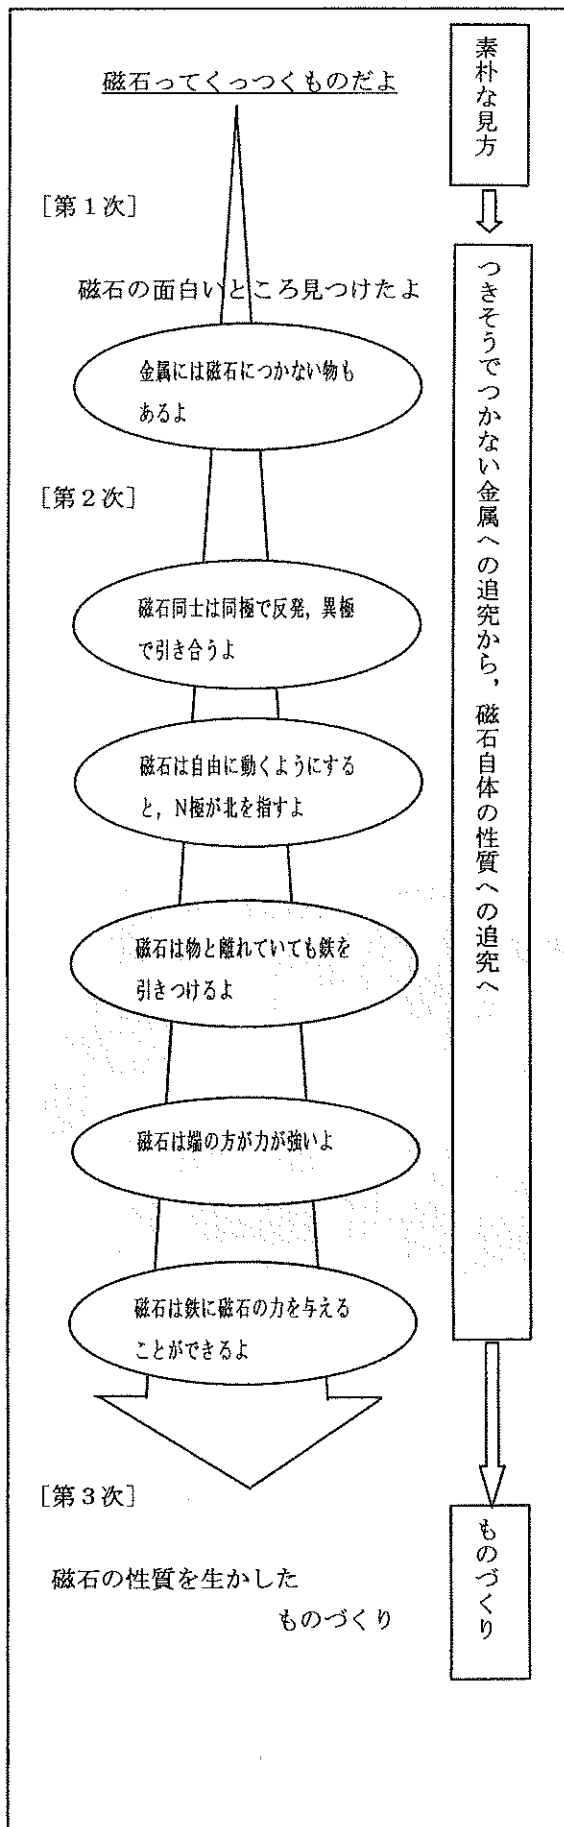 磁石ってくっつくものだよ
[第1次]
磁石の面白いところ見つけたよ
金属には磁石につかない物も
あるよ
[第2次]
磁石同士は同極で反発，異極
で引き合うよ
磁石は自由に動くようにする
と，N極が北を指すよ
磁石は物と離れていても鉄を
引きつけるよ
磁石は端の方が力が強いよ
磁石は鉄に磁石の力を与える
ことができるよ
[第3次]
磁石の性質を生かした
ものづくり
素朴な見方
つきそうでつかない金属への追究から，磁石自体の性質への追究へ
ものづくり